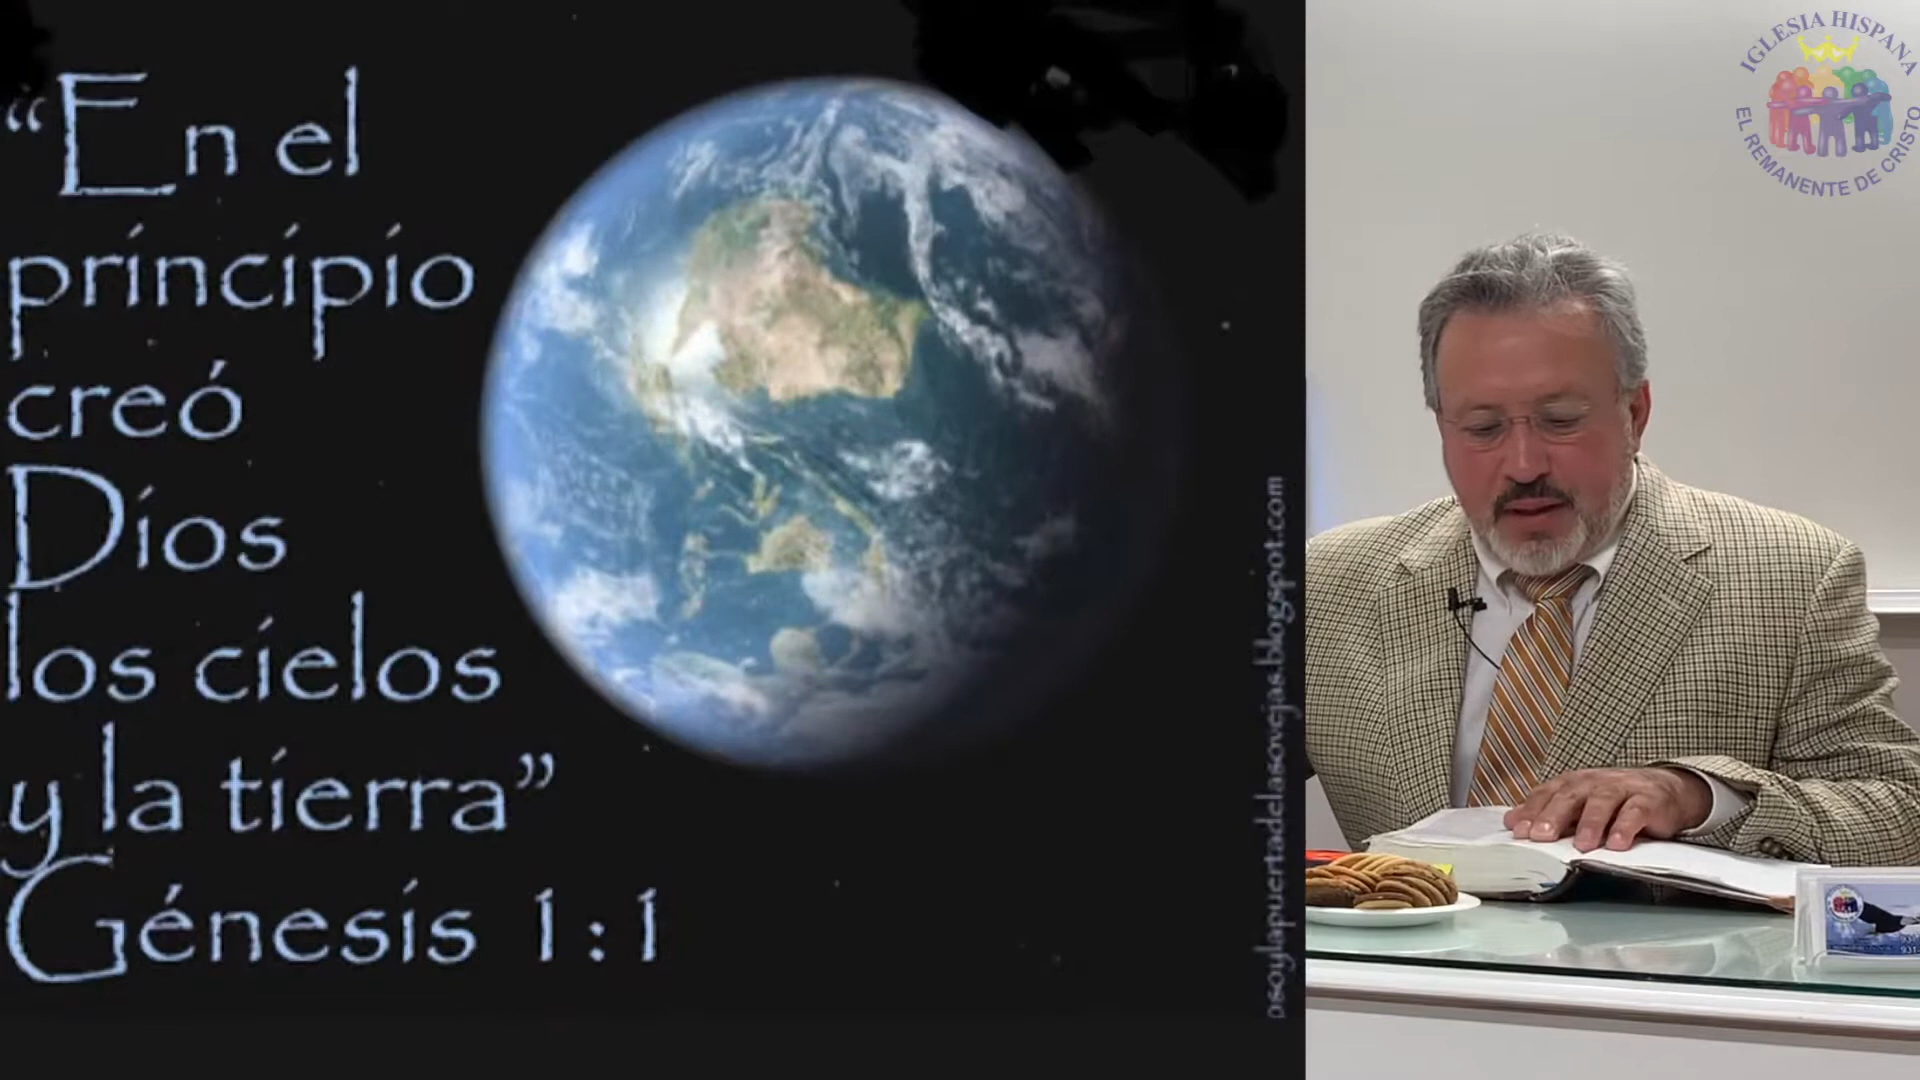 “En el
principio
creó
Dios
los cielos
y la tierra”
Génesis 1:1
psoylapuertadelasovejas.blogspot.com
IGLESIA HISPANA
EL REMANENTE DE CRISTO